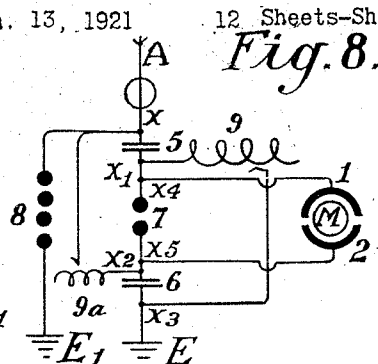 n. 13, 1921 12 Sheets-Sh
Fig. 8.
A
x
5
9
x1
x4
1
8
7
M
x2
x5
2
9a
6
x3
E1
E